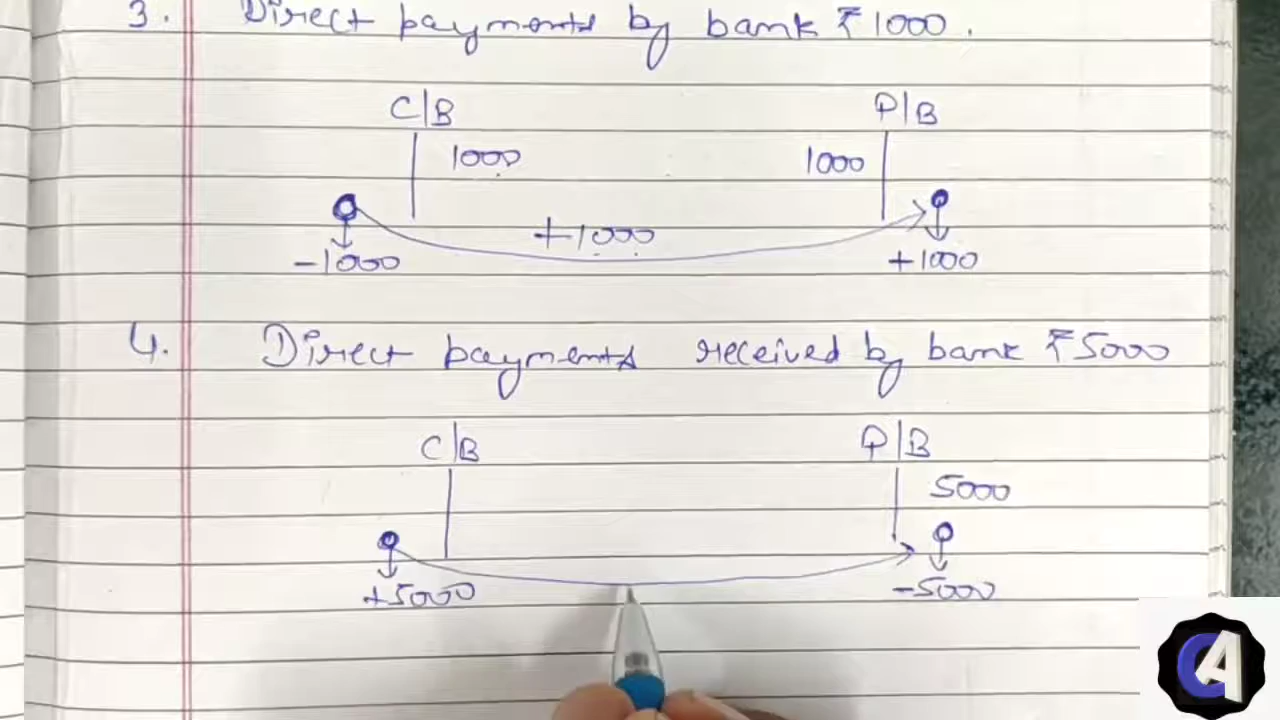 3. Direct payments by bank ₹1000.
C|B P|B
1000 1000
+1000
-1000 +1000
4. Direct payments received by bank ₹5000
C|B P|B
5000
+5000 -5000
CA